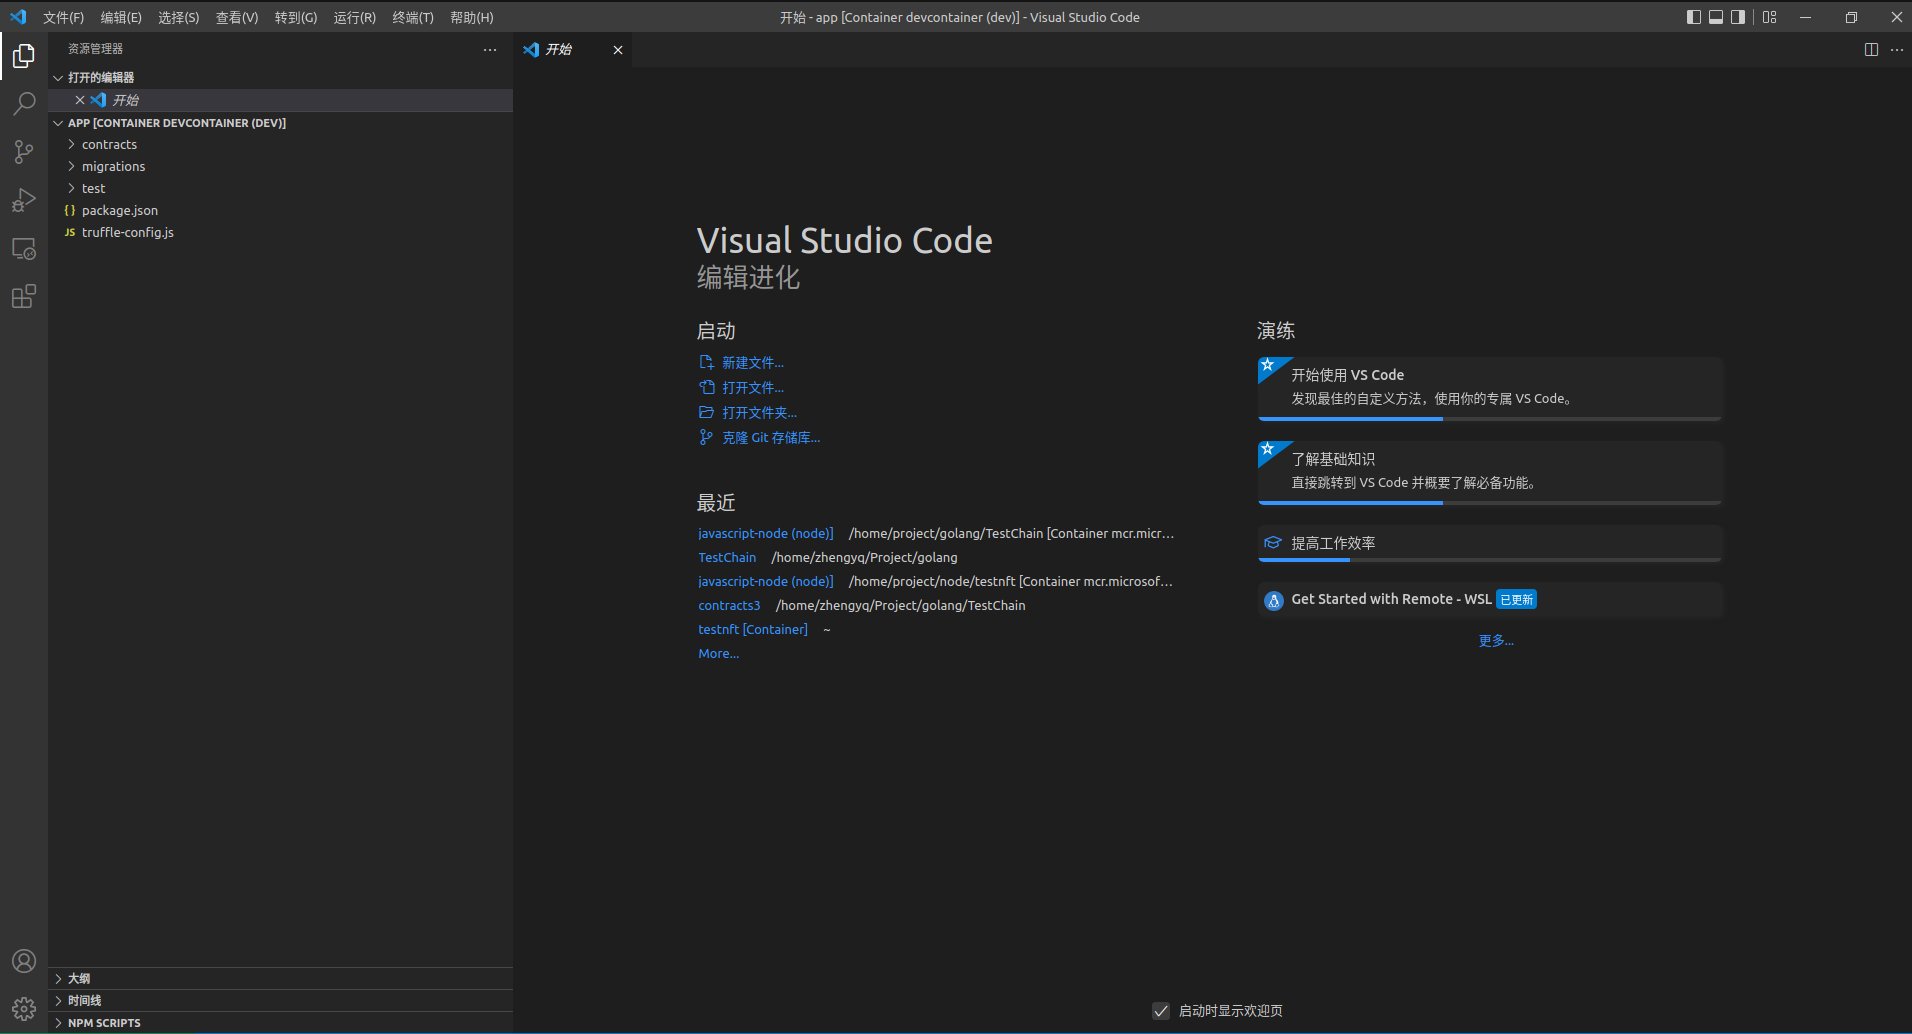 文件(F) 编辑(E) 选择(S) 查看(V) 转到(G) 运行(R) 终端(T) 帮助(H)
开始 - app [Container devcontainer (dev)] - Visual Studio Code
资源管理器
打开的编辑器
开始
APP [CONTAINER DEVCONTAINER (DEV)]
contracts
migrations
test
{} package.json
JS truffle-config.js
大纲
时间线
NPM SCRIPTS
开始
Visual Studio Code
编辑进化
启动
新建文件...
打开文件...
打开文件夹...
克隆 Git 存储库...
最近
javascript-node (node)] /home/project/golang/TestChain [Container mcr.micr...
TestChain /home/zhengyq/Project/golang
javascript-node (node)] /home/project/node/testnft [Container mcr.microsof...
contracts3 /home/zhengyq/Project/golang/TestChain
testnft [Container] ~
More...
演练
开始使用 VS Code
发现最佳的自定义方法，使用你的专属 VS Code。
了解基础知识
直接跳转到 VS Code 并概要了解必备功能。
提高工作效率
Get Started with Remote - WSL 已更新
更多...
启动时显示欢迎页